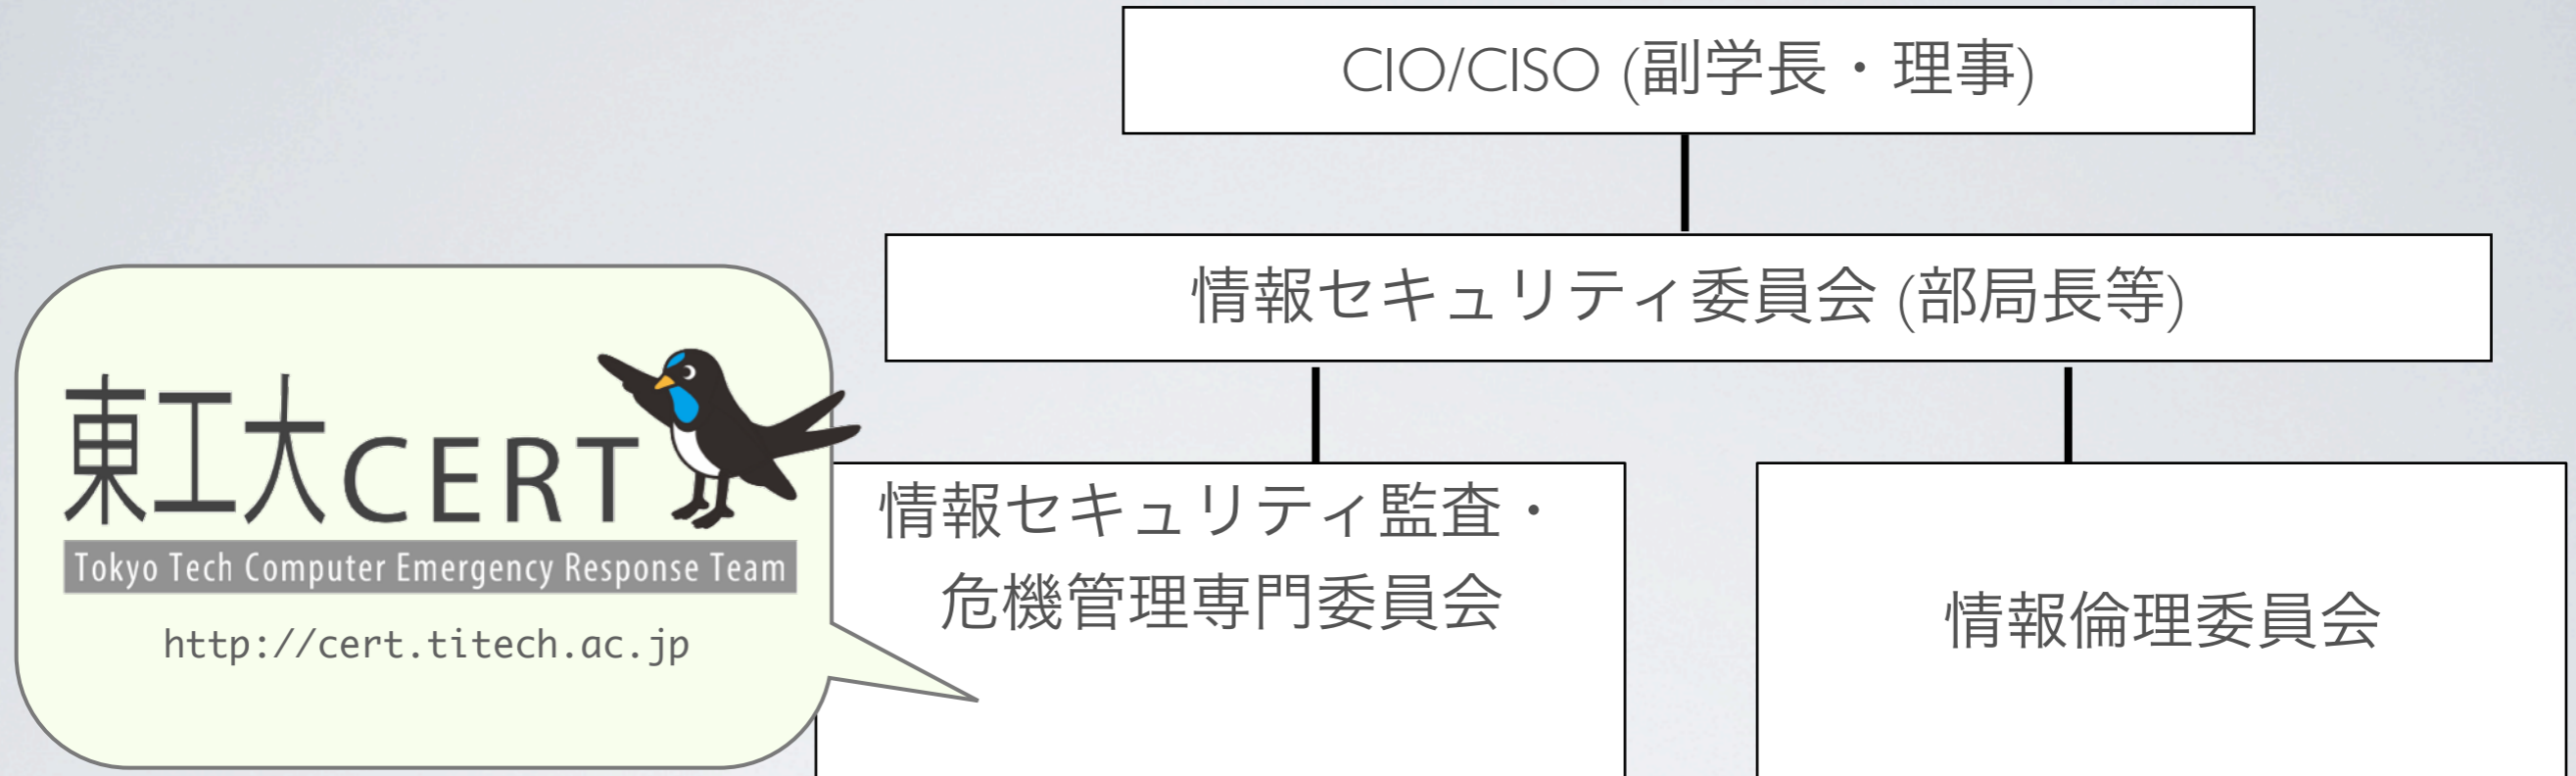 CIO/CISO (副学長・理事)
情報セキュリティ委員会 (部局長等)
東工大CERT
Tokyo Tech Computer Emergency Response Team
http://cert.titech.ac.jp
情報セキュリティ監査・
危機管理専門委員会
情報倫理委員会